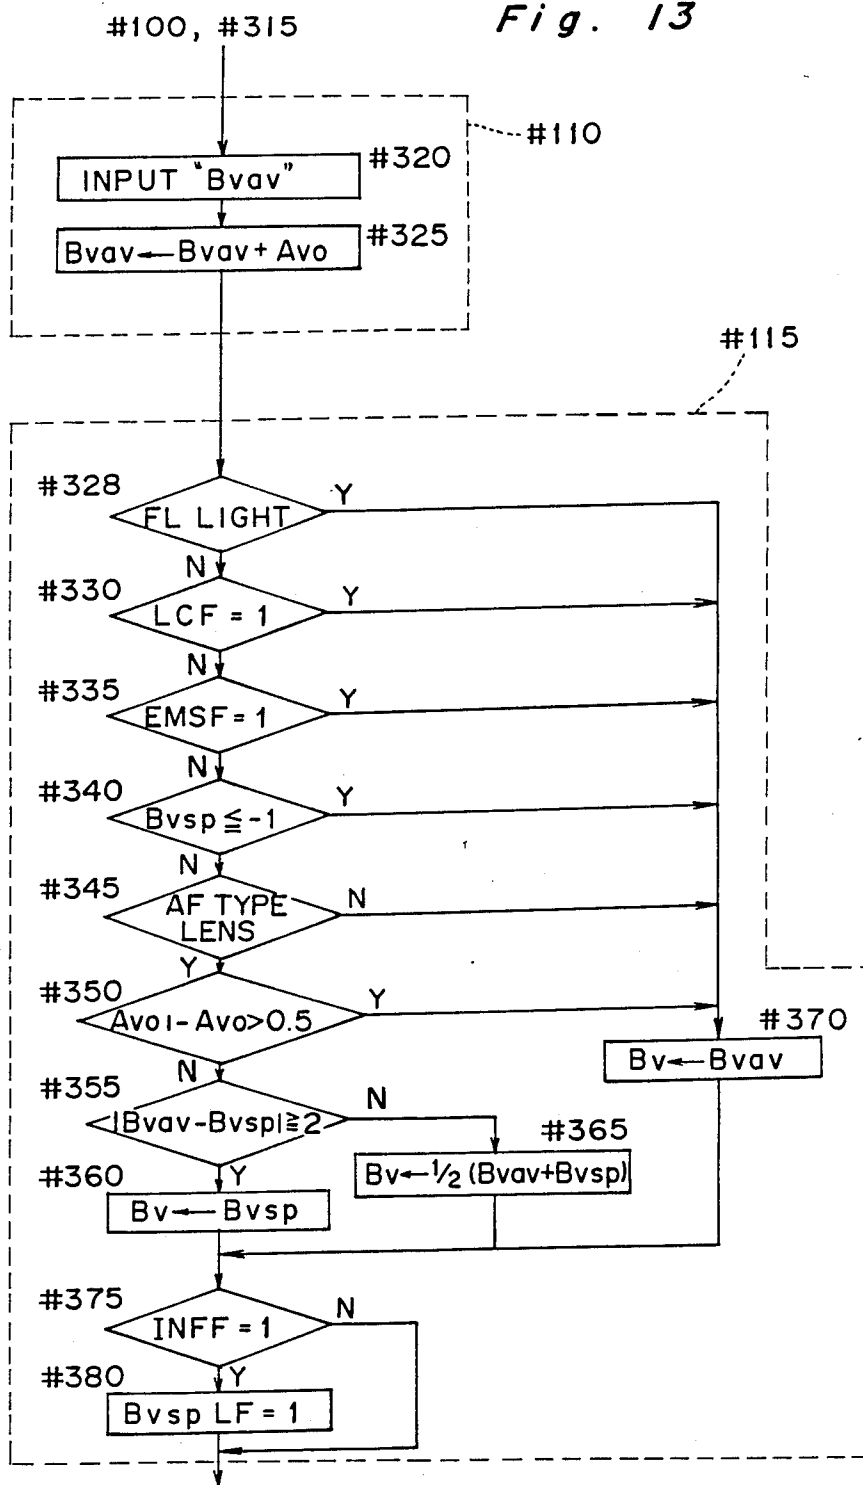 Fig. 13
#100, #315
#110
INPUT "Bvav"
#320
Bvav←Bvav+Avo
#325
#115
#328
FL LIGHT
Y
N
#330
LCF = 1
Y
N
#335
EMSF = 1
Y
N
#340
Bvsp ≦ -1
Y
N
#345
AF TYPE
LENS
N
Y
#350
Avo1 - Avo>0.5
Y
N
#370
Bv←Bvav
#355
|Bvav-Bvsp|≧2
N
Y
#365
Bv←1/2 (Bvav+Bvsp)
#360
Bv←Bvsp
#375
INFF = 1
N
Y
#380
Bvsp LF = 1